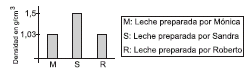 Densidad en g/cm³
1,5
1,03
M
S
R
M: Leche preparada por Mónica
S: Leche preparada por Sandra
R: Leche preparada por Roberto